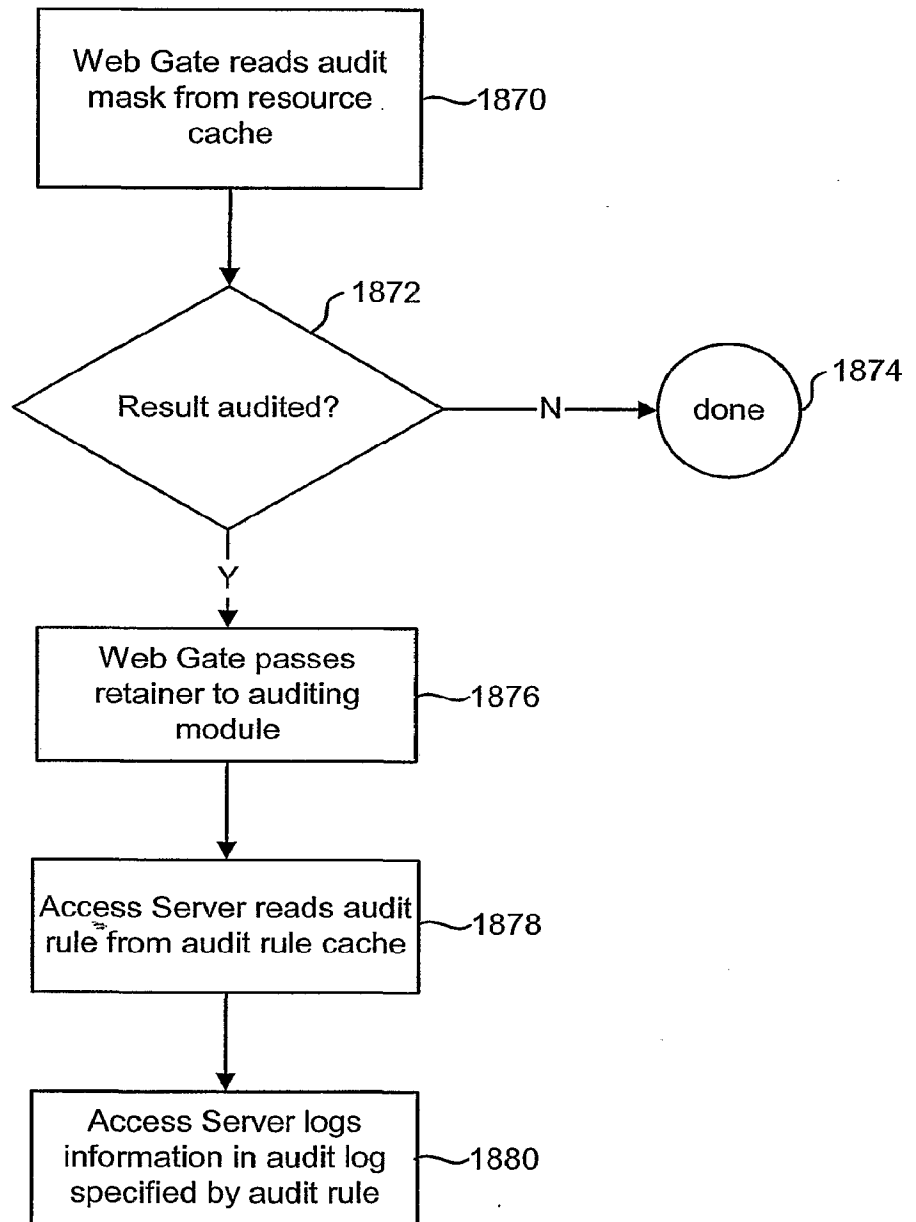 Web Gate reads audit
mask from resource
cache
1870
1872
Result audited?
N
done
1874
Y
Web Gate passes
retainer to auditing
module
1876
Access Server reads audit
rule from audit rule cache
1878
Access Server logs
information in audit log
specified by audit rule
1880